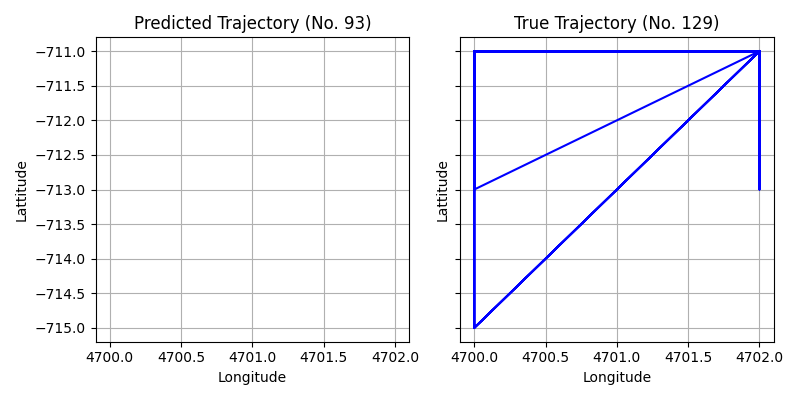 Predicted Trajectory (No. 93)
True Trajectory (No. 129)
−711.0
−711.5
−712.0
−712.5
−713.0
−713.5
−714.0
−714.5
−715.0
Lattitude
Lattitude
4700.0 4700.5 4701.0 4701.5 4702.0
4700.0 4700.5 4701.0 4701.5 4702.0
Longitude
Longitude